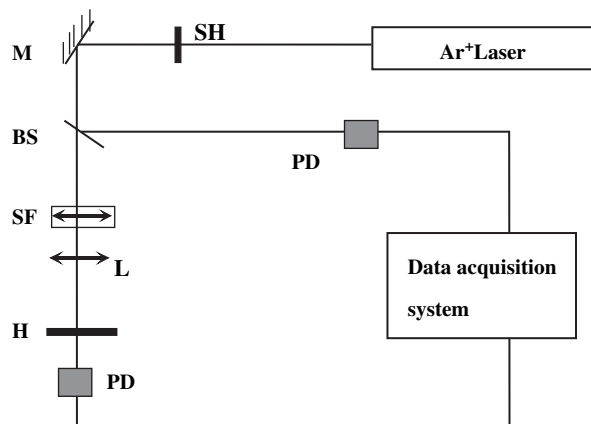 SH
Ar⁺Laser
M
BS
PD
SF
L
Data acquisition
system
H
PD